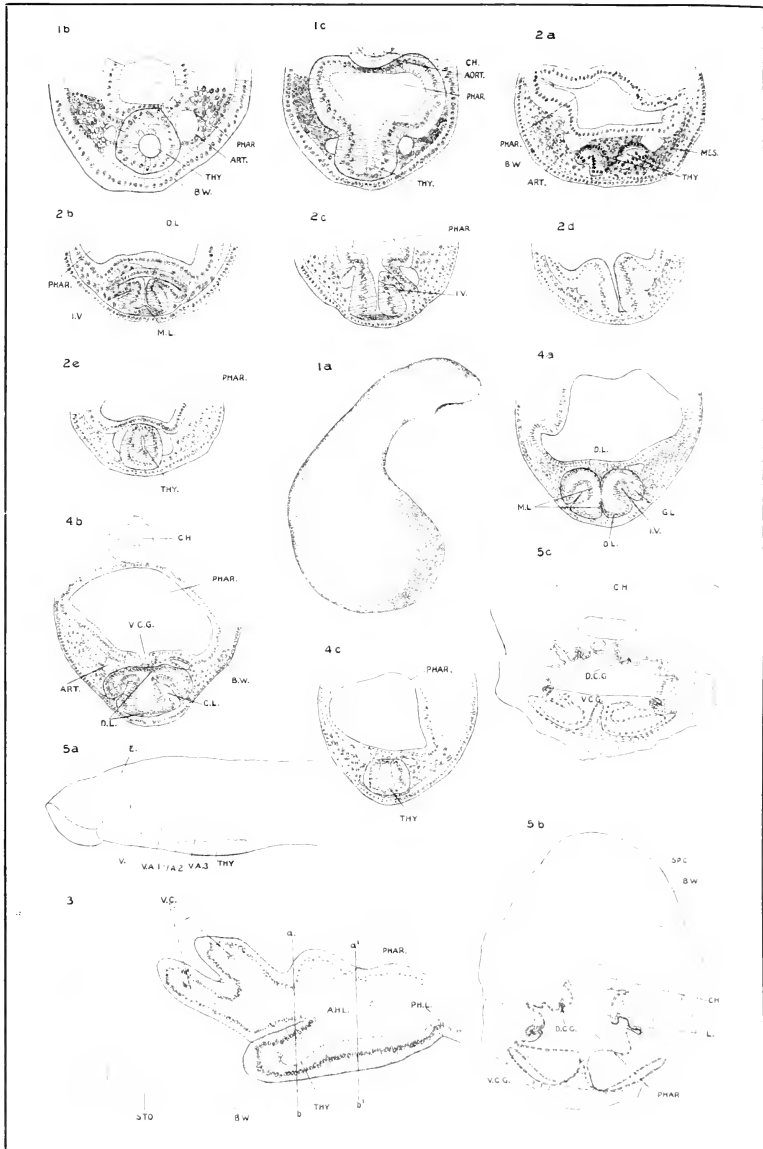 1b
1c
2a
CH.
AORT.
PHAR.
PHAR
ART.
THY
B.W.
THY.
PHAR.
B.W
ART.
MES.
THY
2b
D.L
PHAR.
I.V.
M.L.
2c
PHAR
I.V.
2d
2e
PHAR.
THY.
1a
4a
D.L.
M.L
G.L
I.V.
D.L.
4b
CH
PHAR.
V.C.G.
ART.
B.W.
D.L.
C.L.
4c
PHAR.
THY
5c
CH
D.C.G
V.C.G.
5a
E.
V.
V.A.1
V.A.3
THY
5b
SP.C
B.W
CH
D.C.G.
L.
V.C.G.
PHAR
3
V.C.
a.
a'
PHAR.
A.H.L.
P.H.L.
THY
STO
B.W
b
b'